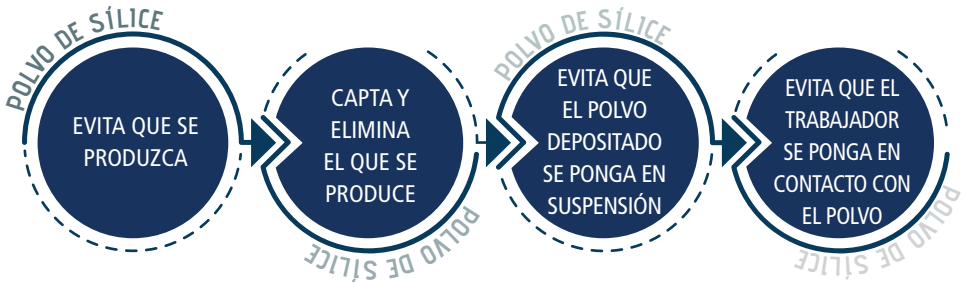 POLVO DE SÍLICE
EVITA QUE SE
PRODUZCA
CAPTA Y
ELIMINA
EL QUE SE
PRODUCE
POLVO DE SÍLICE
POLVO DE SÍLICE
EVITA QUE
EL POLVO
DEPOSITADO
SE PONGA EN
SUSPENSIÓN
EVITA QUE EL
TRABAJADOR
SE PONGA EN
CONTACTO CON
EL POLVO
POLVO DE SÍLICE